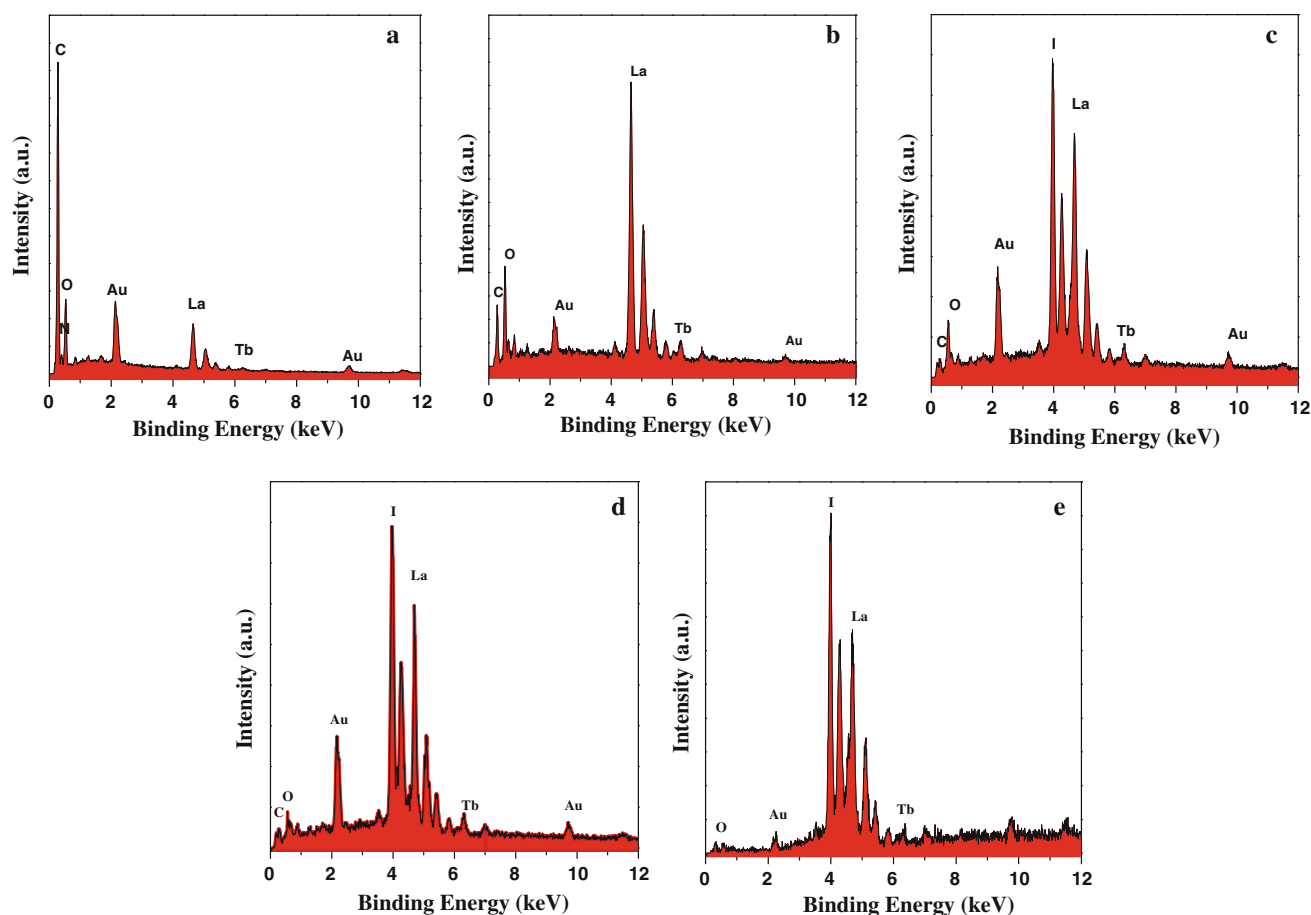 a
C
O
N
Au
La
Tb
Au
Intensity (a.u.)
0 2 4 6 8 10 12
Binding Energy (keV)
b
La
O
C
Au
Tb
Au
Intensity (a.u.)
0 2 4 6 8 10 12
Binding Energy (keV)
c
I
La
Au
O
C
Tb
Au
Intensity (a.u.)
0 2 4 6 8 10 12
Binding Energy (keV)
d
I
La
Au
O
C
Tb
Au
Intensity (a.u.)
0 2 4 6 8 10 12
Binding Energy (keV)
e
I
La
Au
O
Tb
Intensity (a.u.)
0 2 4 6 8 10 12
Binding Energy (keV)